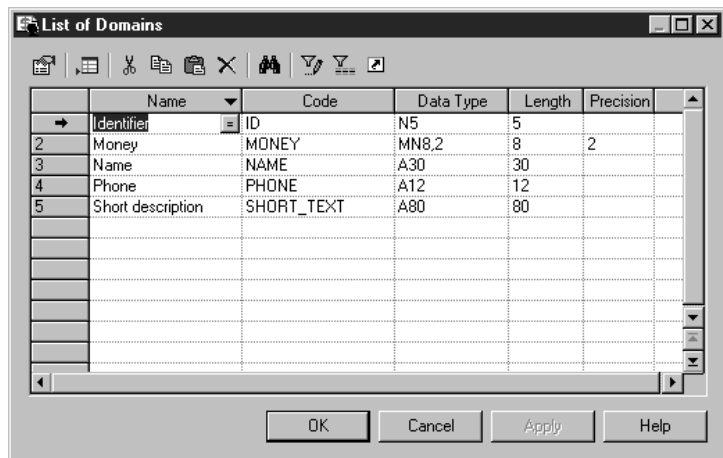 List of Domains
Name Code Data Type Length Precision
Identifier = ID N5 5
2 Money MONEY MN8,2 8 2
3 Name NAME A30 30
4 Phone PHONE A12 12
5 Short description SHORT_TEXT A80 80
OK Cancel Apply Help